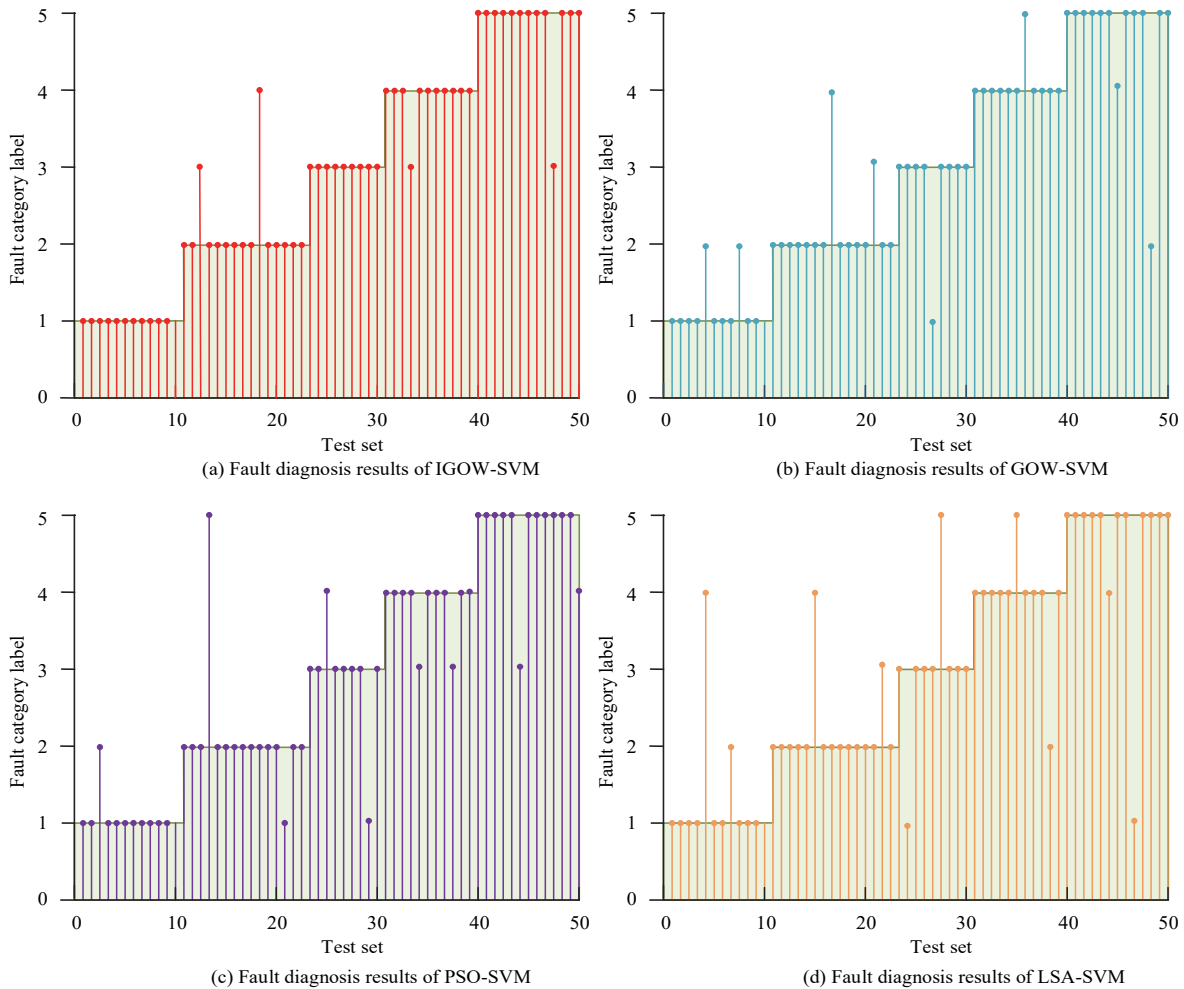 Fault category label
5
4
3
2
1
0
0 10 20 30 40 50
Test set
(a) Fault diagnosis results of IGOW-SVM
Fault category label
5
4
3
2
1
0
0 10 20 30 40 50
Test set
(b) Fault diagnosis results of GOW-SVM
Fault category label
5
4
3
2
1
0
0 10 20 30 40 50
Test set
(c) Fault diagnosis results of PSO-SVM
Fault category label
5
4
3
2
1
0
0 10 20 30 40 50
Test set
(d) Fault diagnosis results of LSA-SVM